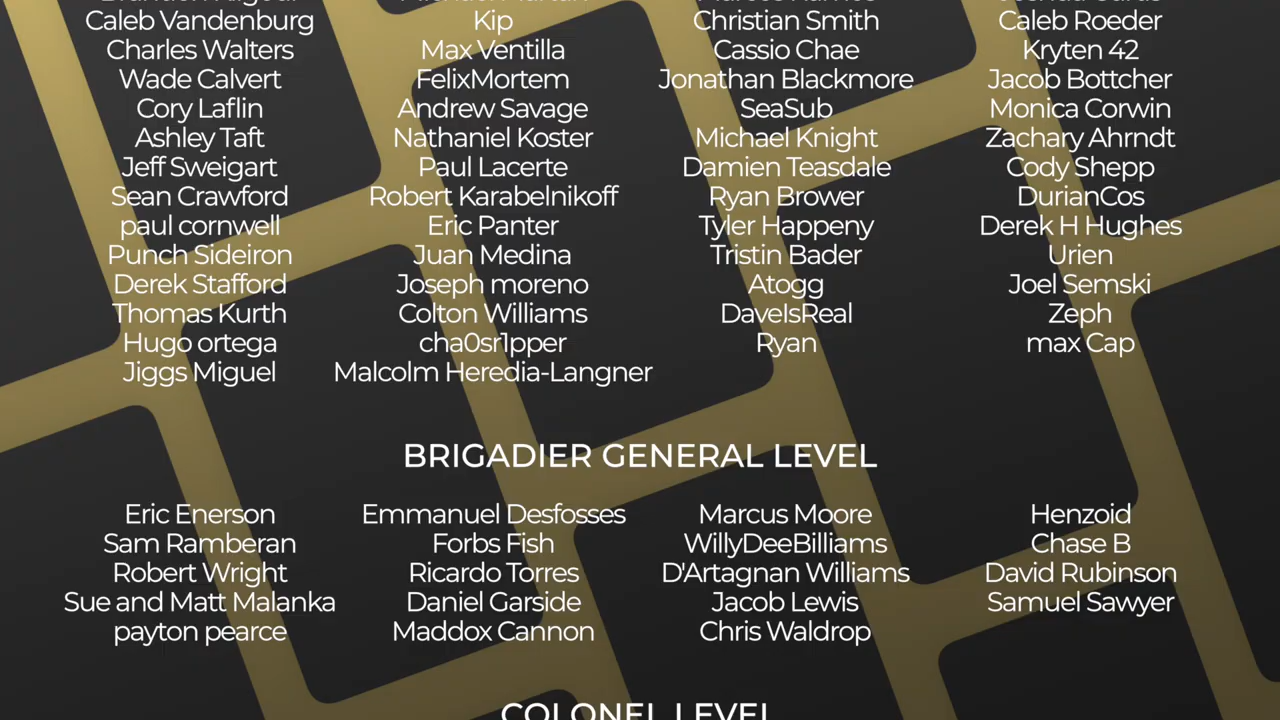 Caleb Vandenburg Kip Christian Smith Caleb Roeder
Charles Walters Max Ventilla Cassio Chae Kryten 42
Wade Calvert FelixMortem Jonathan Blackmore Jacob Bottcher
Cory Laflin Andrew Savage SeaSub Monica Corwin
Ashley Taft Nathaniel Koster Michael Knight Zachary Ahrndt
Jeff Sweigart Paul Lacerte Damien Teasdale Cody Shepp
Sean Crawford Robert Karabelnikoff Ryan Brower DurianCos
paul cornwell Eric Panter Tyler Happeny Derek H Hughes
Punch Sideiron Juan Medina Tristin Bader Urien
Derek Stafford Joseph moreno Atogg Joel Semski
Thomas Kurth Colton Williams DaveIsReal Zeph
Hugo ortega cha0sr1pper Ryan max Cap
Jiggs Miguel Malcolm Heredia-Langner
BRIGADIER GENERAL LEVEL
Eric Enerson Emmanuel Desfosses Marcus Moore Henzoid
Sam Ramberan Forbs Fish WillyDeeBilliams Chase B
Robert Wright Ricardo Torres D'Artagnan Williams David Rubinson
Sue and Matt Malanka Daniel Garside Jacob Lewis Samuel Sawyer
payton pearce Maddox Cannon Chris Waldrop
COLONEL LEVEL